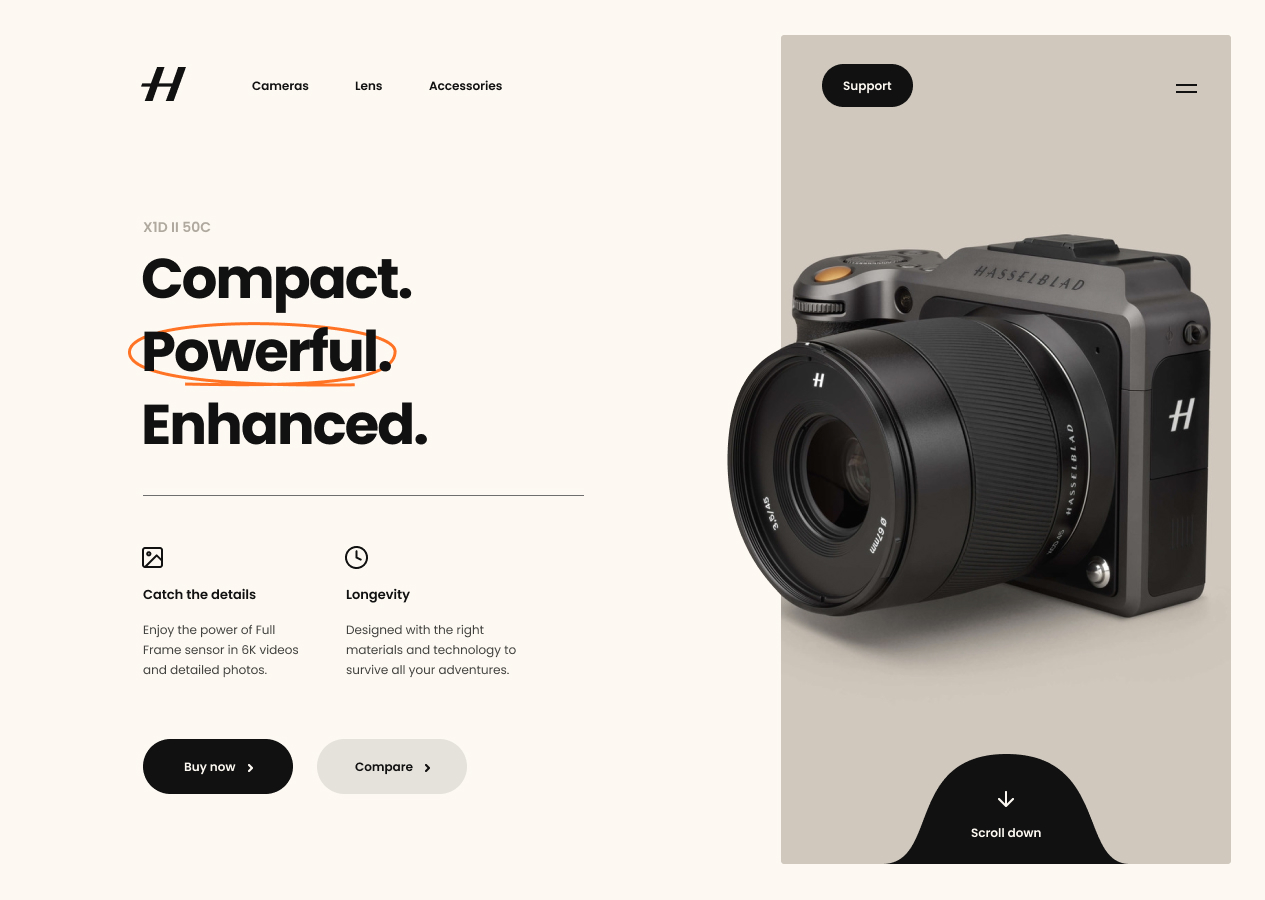 H
Cameras
Lens
Accessories
Support
X1D II 50C
Compact.
Powerful.
Enhanced.
Catch the details
Enjoy the power of Full
Frame sensor in 6K videos
and detailed photos.
Longevity
Designed with the right
materials and technology to
survive all your adventures.
Buy now
Compare
HASSELBLAD
H
H
HASSELBLAD
3,5/45
Ø 67mm
Scroll down